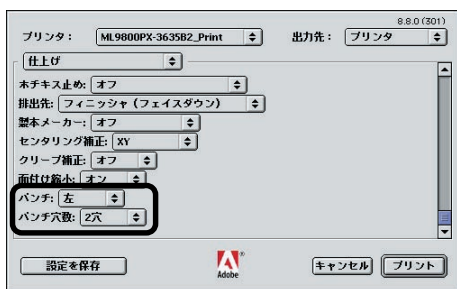 8.8.0 (301)
プリンタ： ML9800PX-3635B2_Print 出力先： プリンタ
仕上げ
ホチキス止め: オフ
排出先: フィニッシャ（フェイスダウン）
製本メーカー: オフ
センタリング補正: XY
クリープ補正: オフ
面付け縮小: オン
パンチ: 左
パンチ穴数: 2穴
設定を保存 Adobe キャンセル プリント